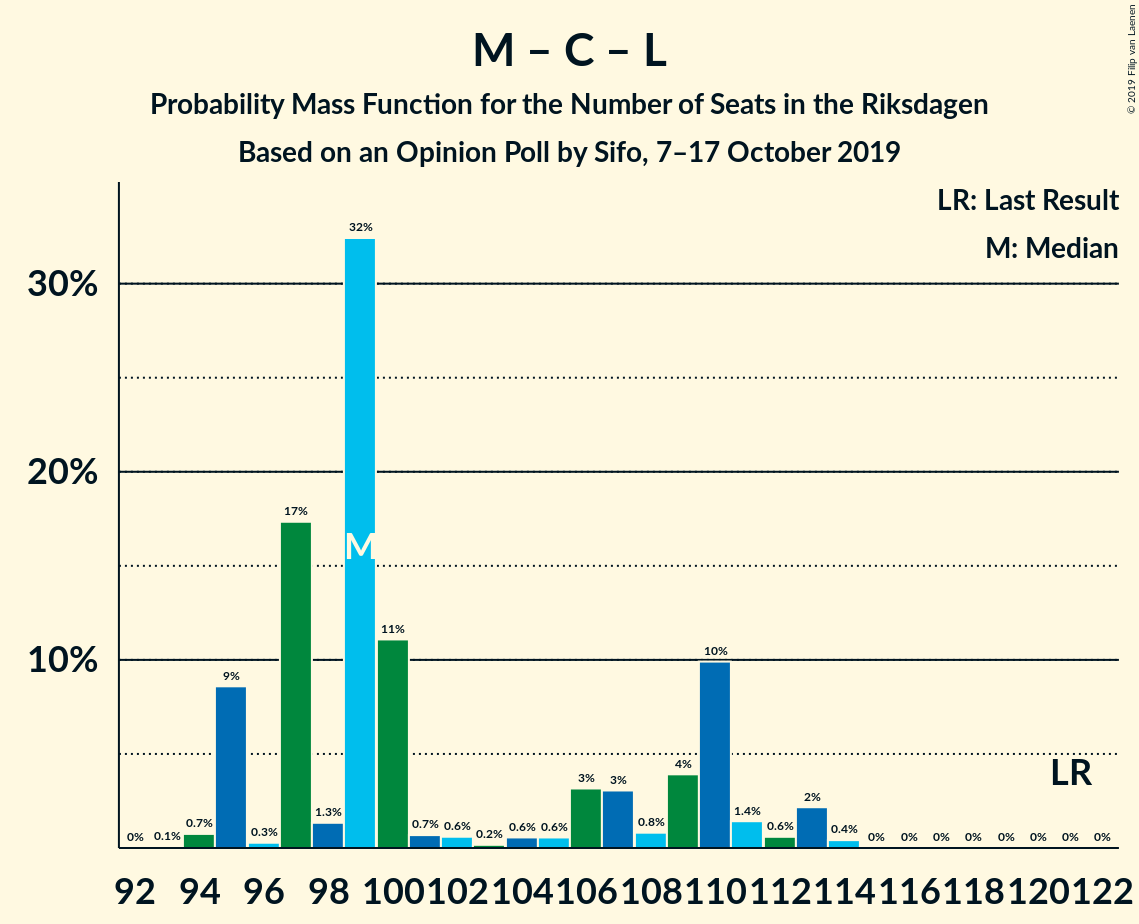 M – C – L
Probability Mass Function for the Number of Seats in the Riksdagen
Based on an Opinion Poll by Sifo, 7–17 October 2019
© 2019 Filip van Laenen
LR: Last Result
M: Median
30%
20%
10%
0% 0.1% 0.7% 9% 0.3% 17% 1.3% 32% 11% 0.7% 0.6% 0.2% 0.6% 0.6% 3% 3% 0.8% 4% 10% 1.4% 0.6% 2% 0.4% 0% 0% 0% 0% 0% 0% 0% 0%
M
LR
92 94 96 98 100 102 104 106 108 110 112 114 116 118 120 122